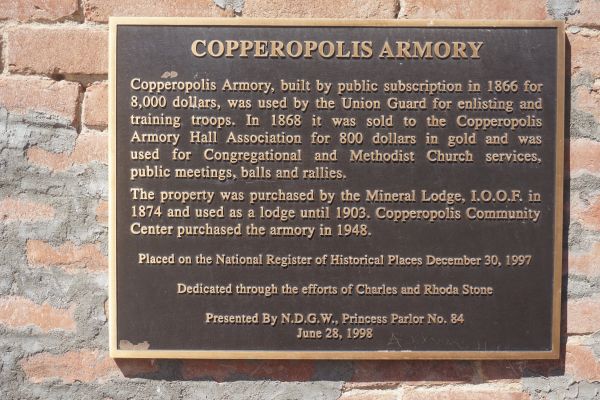 COPPEROPOLIS ARMORY
Copperopolis Armory, built by public subscription in 1866 for
8,000 dollars, was used by the Union Guard for enlisting and
training troops. In 1868 it was sold to the Copperopolis
Armory Hall Association for 800 dollars in gold and was
used for Congregational and Methodist Church services,
public meetings, balls and rallies.
The property was purchased by the Mineral Lodge, I.O.O.F. in
1874 and used as a lodge until 1903. Copperopolis Community
Center purchased the armory in 1948.
Placed on the National Register of Historical Places December 30, 1997
Dedicated through the efforts of Charles and Rhoda Stone
Presented By N.D.G.W., Princess Parlor No. 84
June 28, 1998